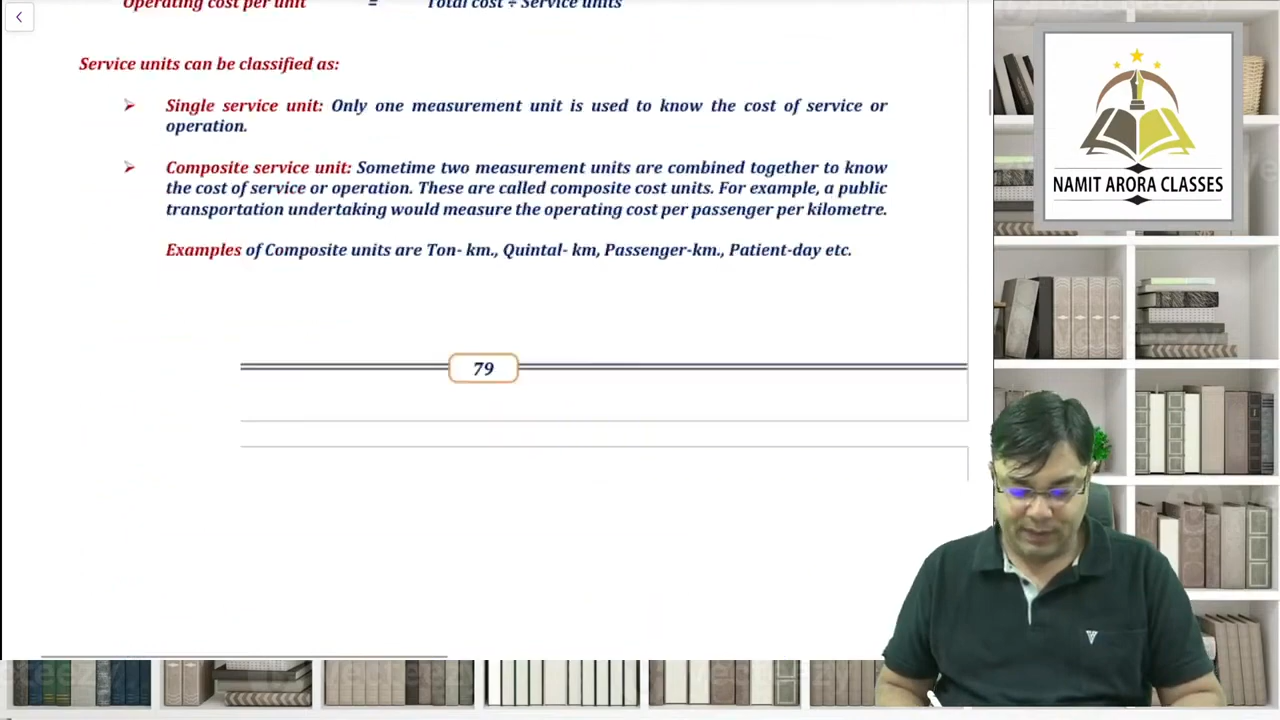 Operating cost per unit = Total cost ÷ Service units
Service units can be classified as:
Single service unit: Only one measurement unit is used to know the cost of service or
operation.
Composite service unit: Sometime two measurement units are combined together to know
the cost of service or operation. These are called composite cost units. For example, a public
transportation undertaking would measure the operating cost per passenger per kilometre.
Examples of Composite units are Ton- km., Quintal- km, Passenger-km., Patient-day etc.
79
NAMIT ARORA CLASSES